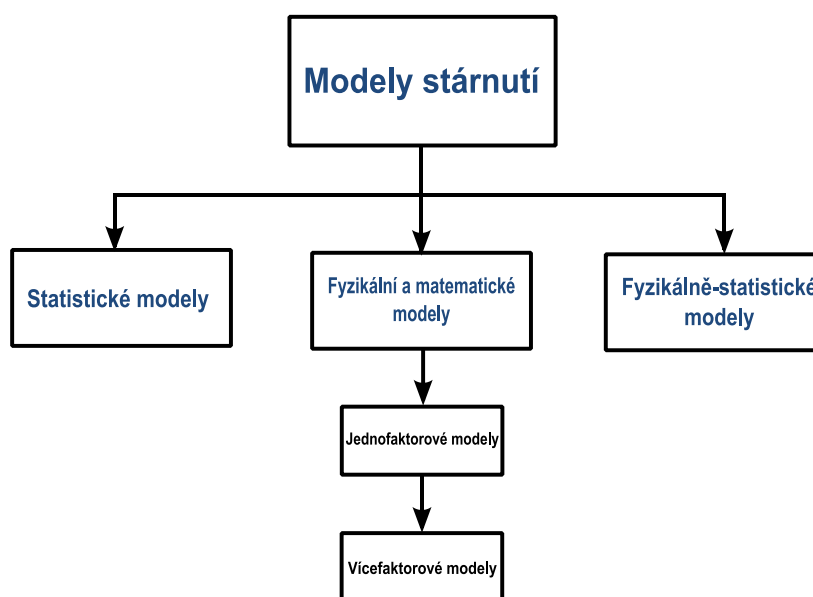 Modely stárnutí
Statistické modely
Fyzikální a matematické
modely
Fyzikálně-statistické
modely
Jednofaktorové modely
Vícefaktorové modely